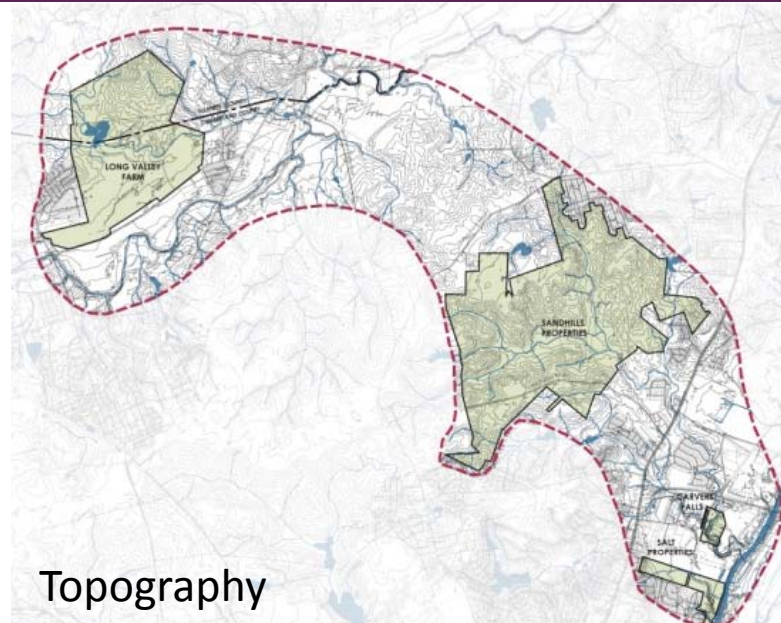 LONG VALLEY
FARM
SANDHILLS
PROPERTIES
CARVERS
FALLS
SALT
PROPERTIES
Topography